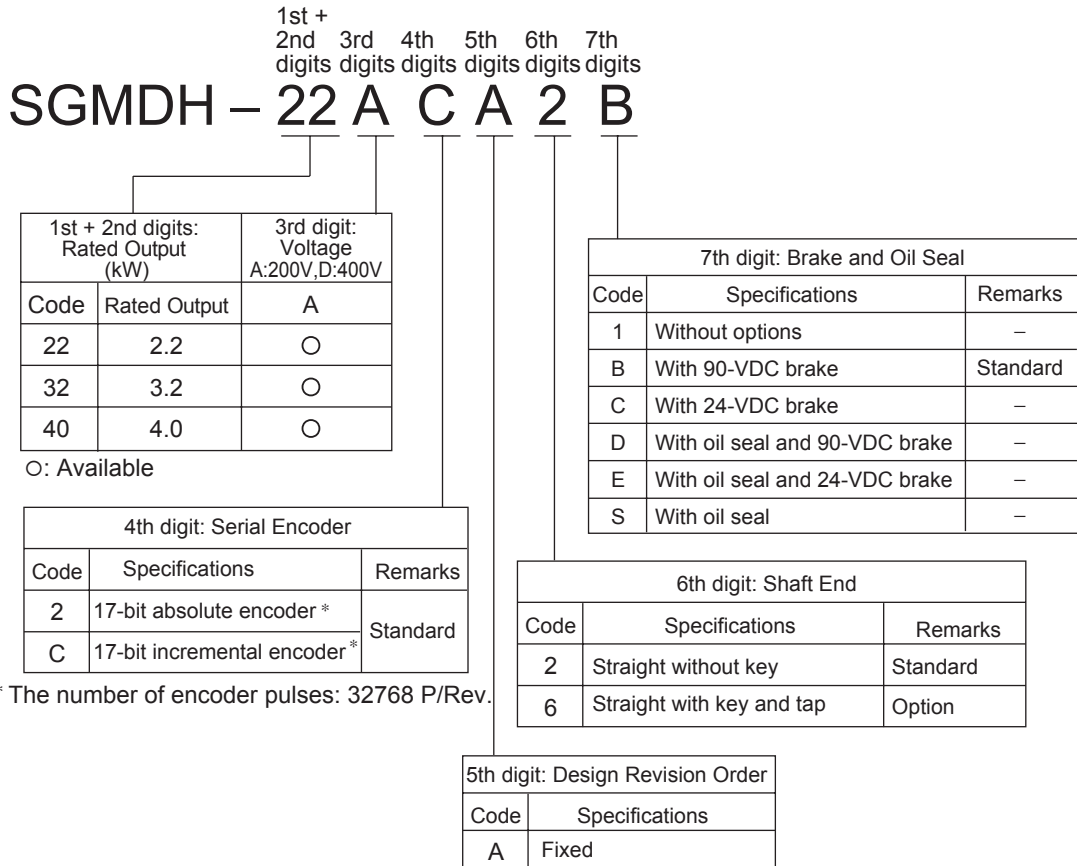 1st +
2nd 3rd 4th 5th 6th 7th
digits digits digits digits digits digits
SGMDH – 22 A C A 2 B
1st + 2nd digits:
Rated Output
(kW)
3rd digit:
Voltage
A:200V,D:400V
Code Rated Output A
22 2.2 ○
32 3.2 ○
40 4.0 ○
○: Available
7th digit: Brake and Oil Seal
Code Specifications Remarks
1 Without options –
B With 90-VDC brake Standard
C With 24-VDC brake –
D With oil seal and 90-VDC brake –
E With oil seal and 24-VDC brake –
S With oil seal –
4th digit: Serial Encoder
Code Specifications Remarks
2 17-bit absolute encoder *
Standard
C 17-bit incremental encoder *
* The number of encoder pulses: 32768 P/Rev.
6th digit: Shaft End
Code Specifications Remarks
2 Straight without key Standard
6 Straight with key and tap Option
5th digit: Design Revision Order
Code Specifications
A Fixed